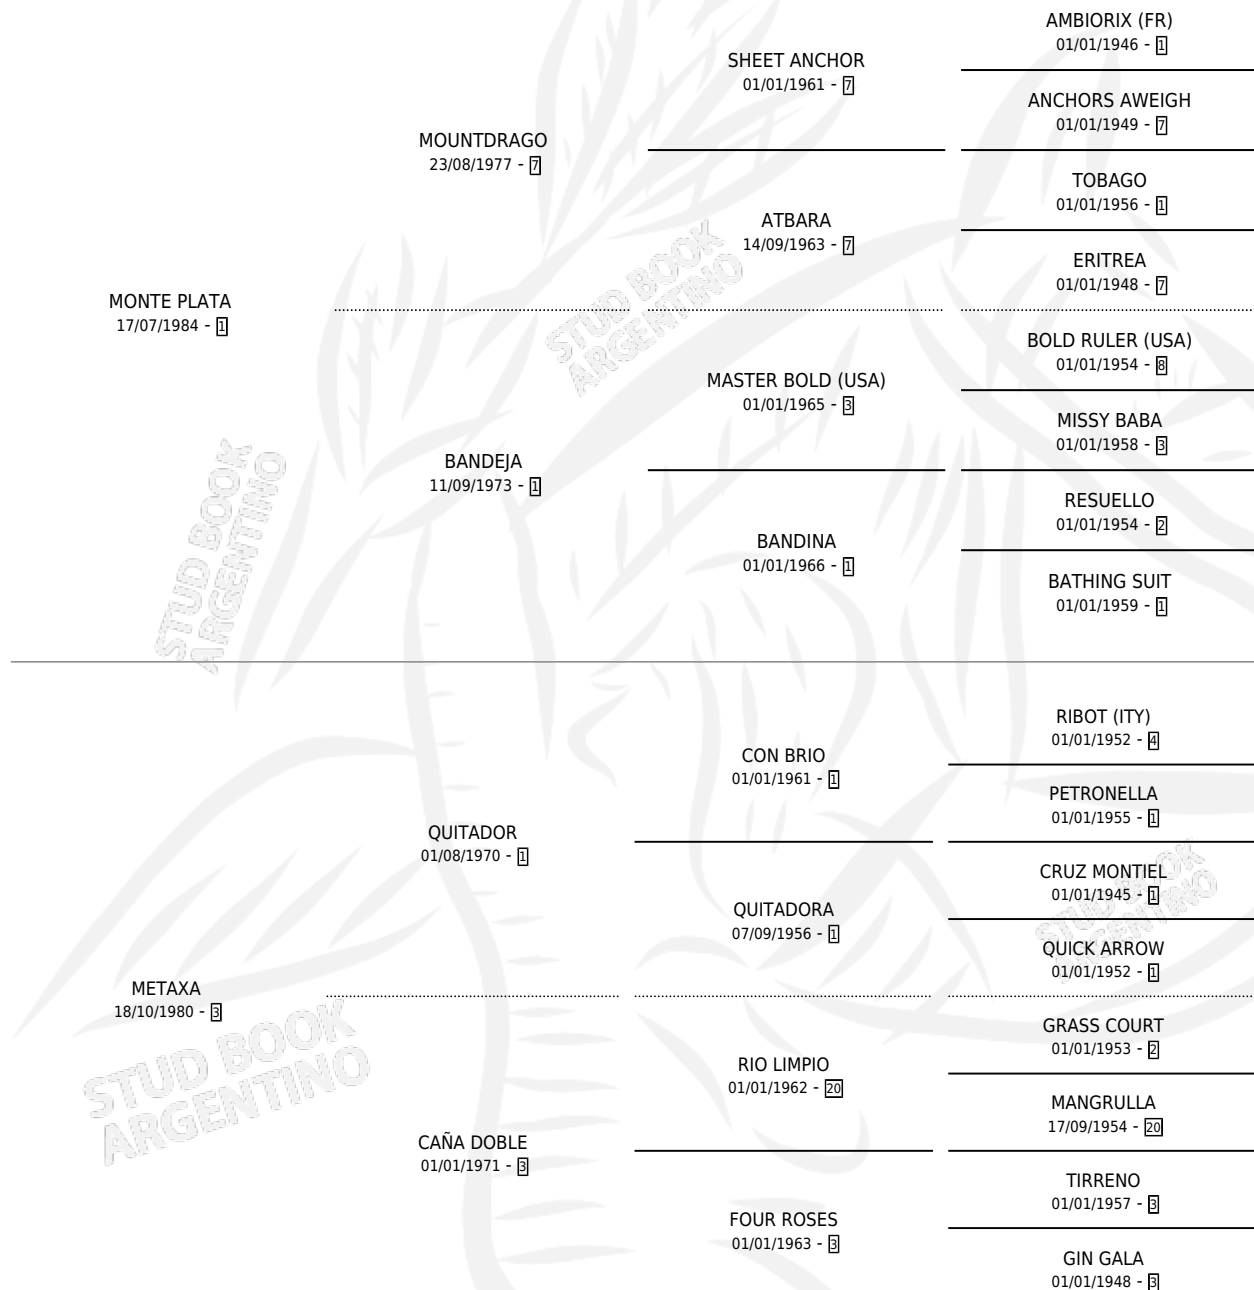 AMBIORIX (FR)
01/01/1946 - 1
SHEET ANCHOR
01/01/1961 - 7
ANCHORS AWEIGH
01/01/1949 - 7
MOUNTDRAGO
23/08/1977 - 7
TOBAGO
01/01/1956 - 1
ATBARA
14/09/1963 - 7
ERITREA
01/01/1948 - 7
MONTE PLATA
17/07/1984 - 1
STUD BOOK
ARGENTINO
BOLD RULER (USA)
01/01/1954 - 8
MASTER BOLD (USA)
01/01/1965 - 3
MISSY BABA
01/01/1958 - 3
BANDEJA
11/09/1973 - 1
RESUELLO
01/01/1954 - 2
BANDINA
01/01/1966 - 1
BATHING SUIT
01/01/1959 - 1
STUD BOOK
ARGENTINO
RIBOT (ITY)
01/01/1952 - 4
CON BRIO
01/01/1961 - 1
PETRONELLA
01/01/1955 - 1
QUITADOR
01/08/1970 - 1
CRUZ MONTIEL
01/01/1945 - 1
QUITADORA
07/09/1956 - 1
STUD BOOK
ARGENTINO
QUICK ARROW
01/01/1952 - 1
METAXA
18/10/1980 - 3
GRASS COURT
01/01/1953 - 2
RIO LIMPIO
01/01/1962 - 20
STUD BOOK
ARGENTINO
MANGRULLA
17/09/1954 - 20
CAÑA DOBLE
01/01/1971 - 3
TIRRENO
01/01/1957 - 3
FOUR ROSES
01/01/1963 - 3
GIN GALA
01/01/1948 - 3